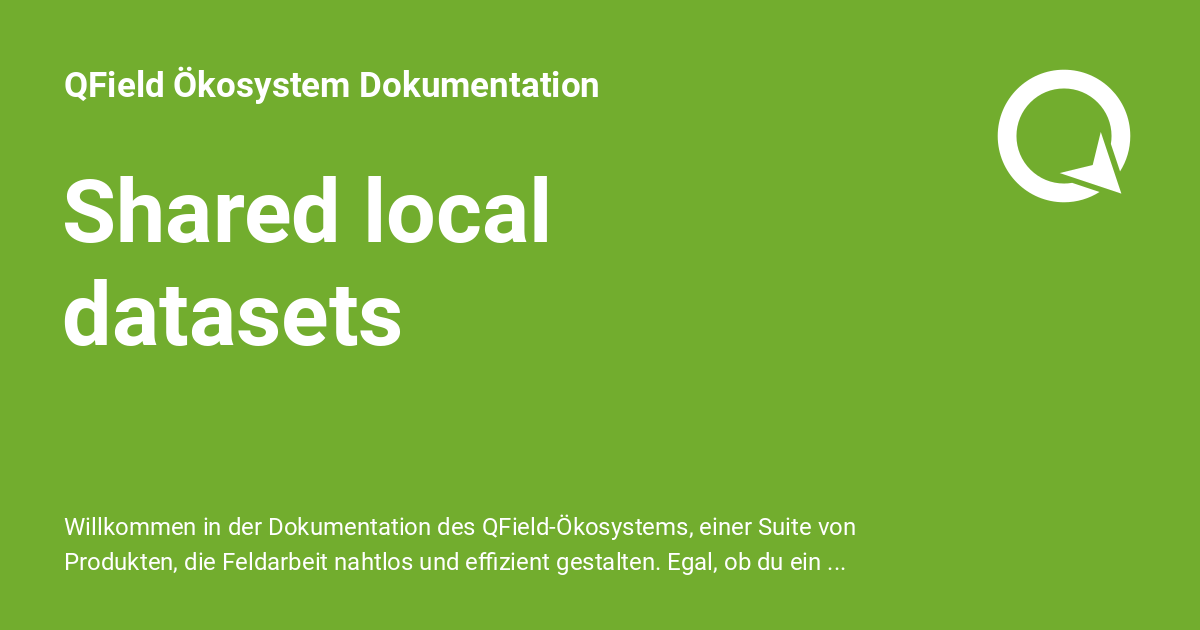 QField Ökosystem Dokumentation
Shared local
datasets
Willkommen in der Dokumentation des QField-Ökosystems, einer Suite von
Produkten, die Feldarbeit nahtlos und effizient gestalten. Egal, ob du ein ...